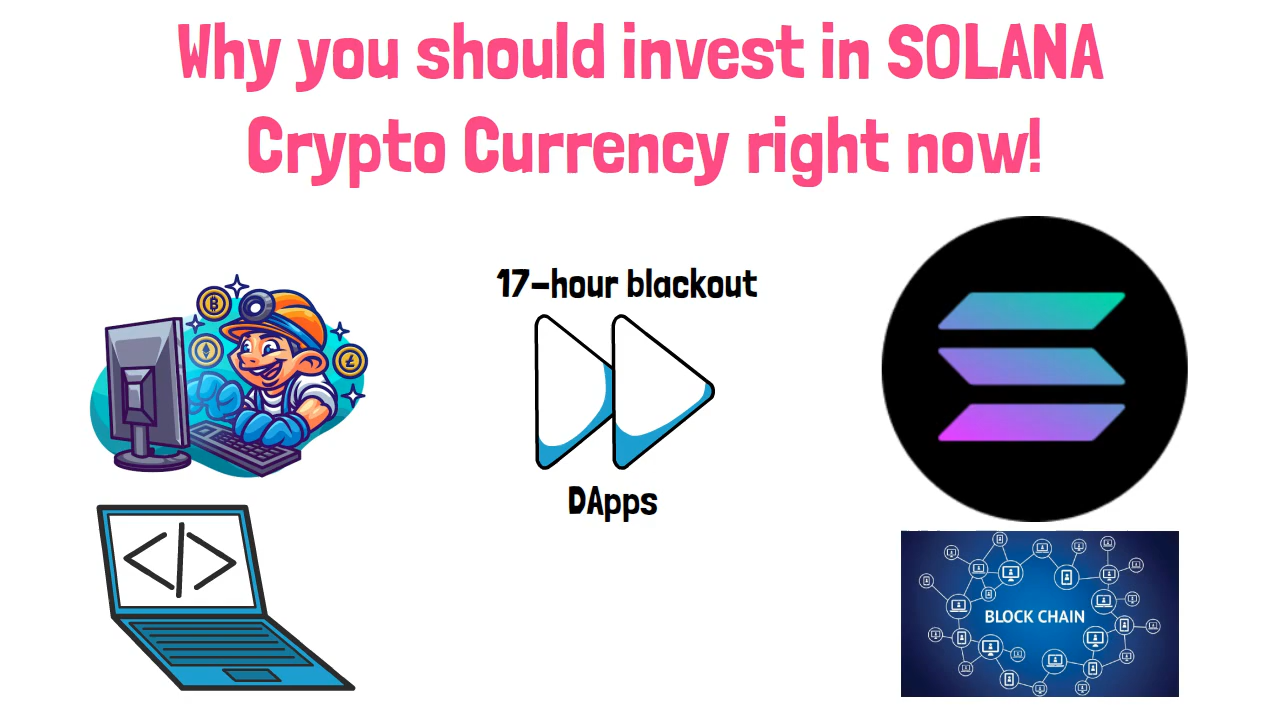 Why you should invest in SOLANA
Crypto Currency right now!
17-hour blackout
DApps
BLOCK CHAIN